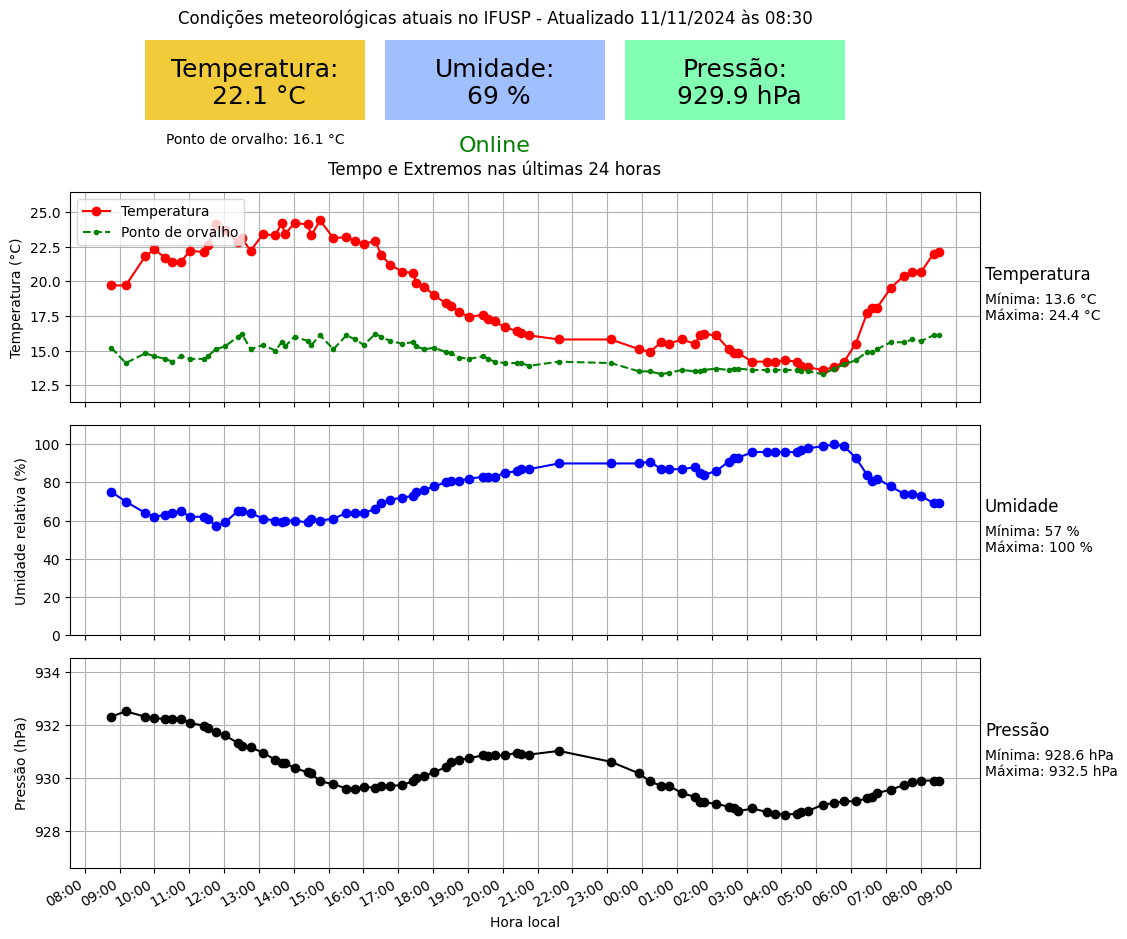 Condições meteorológicas atuais no IFUSP - Atualizado 11/11/2024 às 08:30
Temperatura:
22.1 °C
Umidade:
69 %
Pressão:
929.9 hPa
Ponto de orvalho: 16.1 °C
Online
Tempo e Extremos nas últimas 24 horas
Temperatura
Ponto de orvalho
Temperatura (°C)
25.0
22.5
20.0
17.5
15.0
12.5
Temperatura
Mínima: 13.6 °C
Máxima: 24.4 °C
Umidade relativa (%)
100
80
60
40
20
0
Umidade
Mínima: 57 %
Máxima: 100 %
Pressão (hPa)
934
932
930
928
Pressão
Mínima: 928.6 hPa
Máxima: 932.5 hPa
08:00 09:00 10:00 11:00 12:00 13:00 14:00 15:00 16:00 17:00 18:00 19:00 20:00 21:00 22:00 23:00 00:00 01:00 02:00 03:00 04:00 05:00 06:00 07:00 08:00 09:00
Hora local